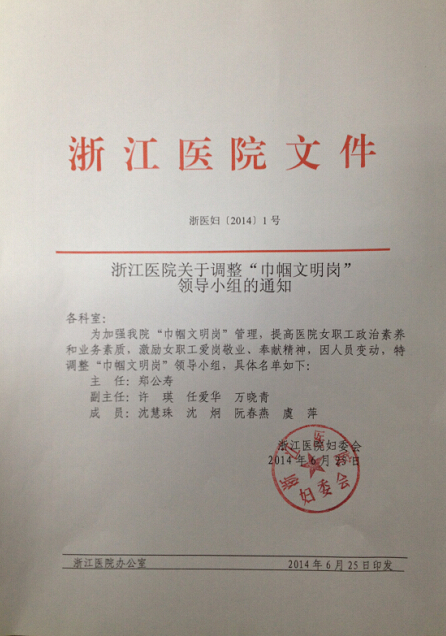 浙江医院文件
浙医妇〔2014〕1号
浙江医院关于调整“巾帼文明岗”
领导小组的通知
各科室：
为加强我院“巾帼文明岗”管理，提高医院女职工政治素养
和业务素质，激励女职工爱岗敬业、奉献精神，因人员变动，特
调整“巾帼文明岗”领导小组，具体名单如下：
主 任：郑公寿
副主任：许 瑛 任爱华 万晓青
成 员：沈慧珠 沈 炯 阮春燕 虞 萍
浙江医院妇委会
2014年6月25日
浙江医院
妇委会
浙江医院办公室 2014年6月25日印发